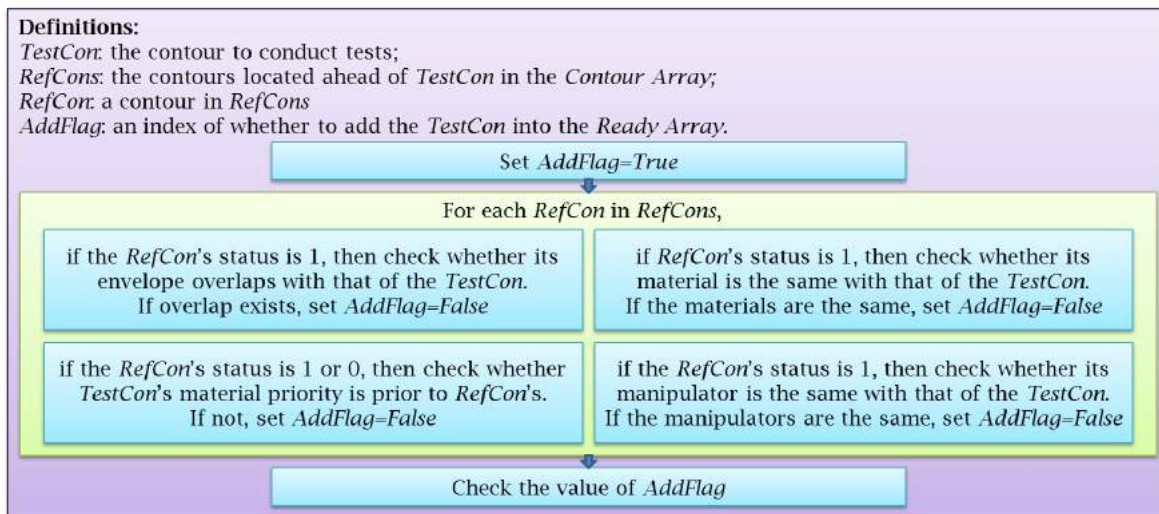 Definitions:
TestCon: the contour to conduct tests;
RefCons: the contours located ahead of TestCon in the Contour Array;
RefCon: a contour in RefCons
AddFlag: an index of whether to add the TestCon into the Ready Array.
Set AddFlag=True
For each RefCon in RefCons,
if the RefCon's status is 1, then check whether its
envelope overlaps with that of the TestCon.
If overlap exists, set AddFlag=False
if RefCon's status is 1, then check whether its
material is the same with that of the TestCon.
If the materials are the same, set AddFlag=False
if the RefCon's status is 1 or 0, then check whether
TestCon's material priority is prior to RefCon's.
If not, set AddFlag=False
if the RefCon's status is 1, then check whether its
manipulator is the same with that of the TestCon.
If the manipulators are the same, set AddFlag=False
Check the value of AddFlag